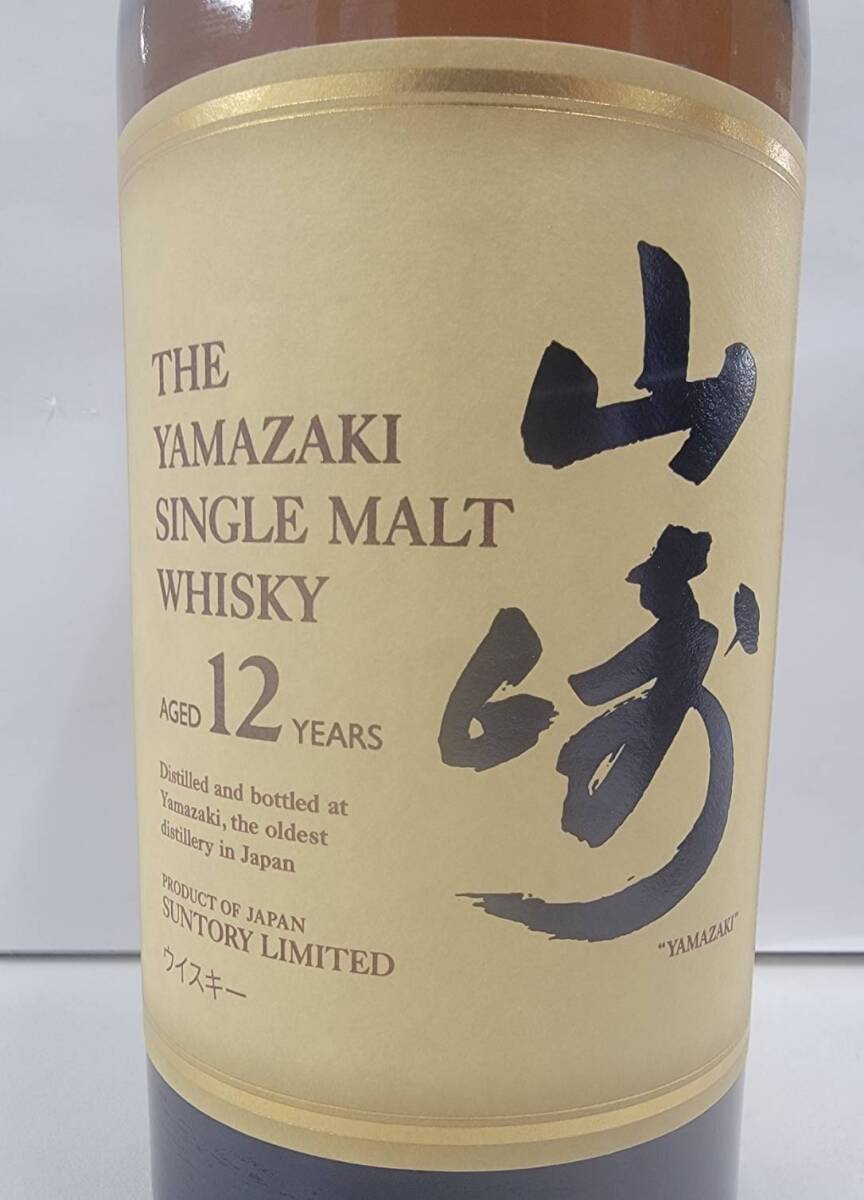 THE
YAMAZAKI
SINGLE MALT
WHISKY
AGED 12 YEARS
Distilled and bottled at
Yamazaki, the oldest
distillery in Japan
PRODUCT OF JAPAN
SUNTORY LIMITED
ウイスキー
山崎
"YAMAZAKI"